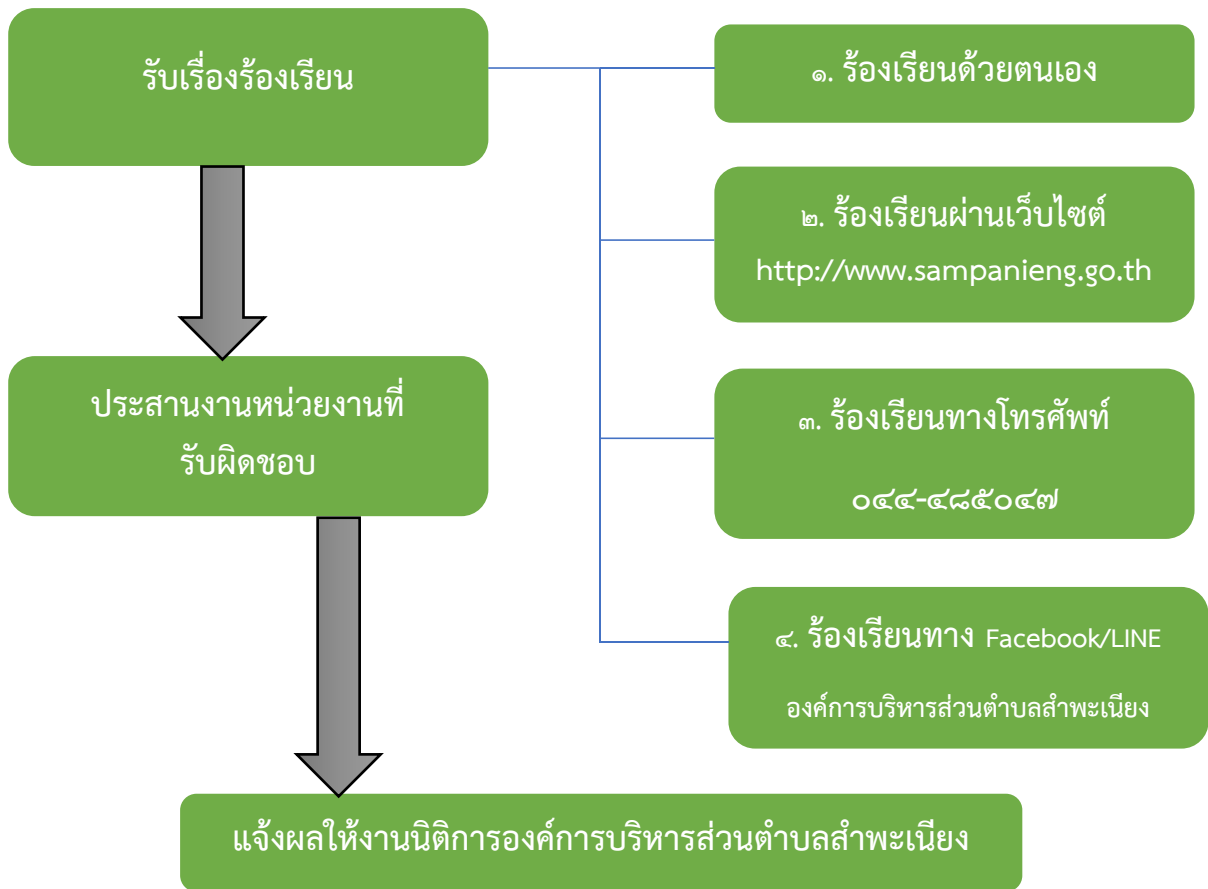 รับเรื่องร้องเรียน
๑. ร้องเรียนด้วยตนเอง
๒. ร้องเรียนผ่านเว็บไซต์
http://www.sampanieng.go.th
ประสานงานหน่วยงานที่
รับผิดชอบ
๓. ร้องเรียนทางโทรศัพท์
๐๔๔-๔๘๕๐๔๗
๔. ร้องเรียนทาง Facebook/LINE
องค์การบริหารส่วนตำบลสำพะเนียง
แจ้งผลให้งานนิติการองค์การบริหารส่วนตำบลสำพะเนียง